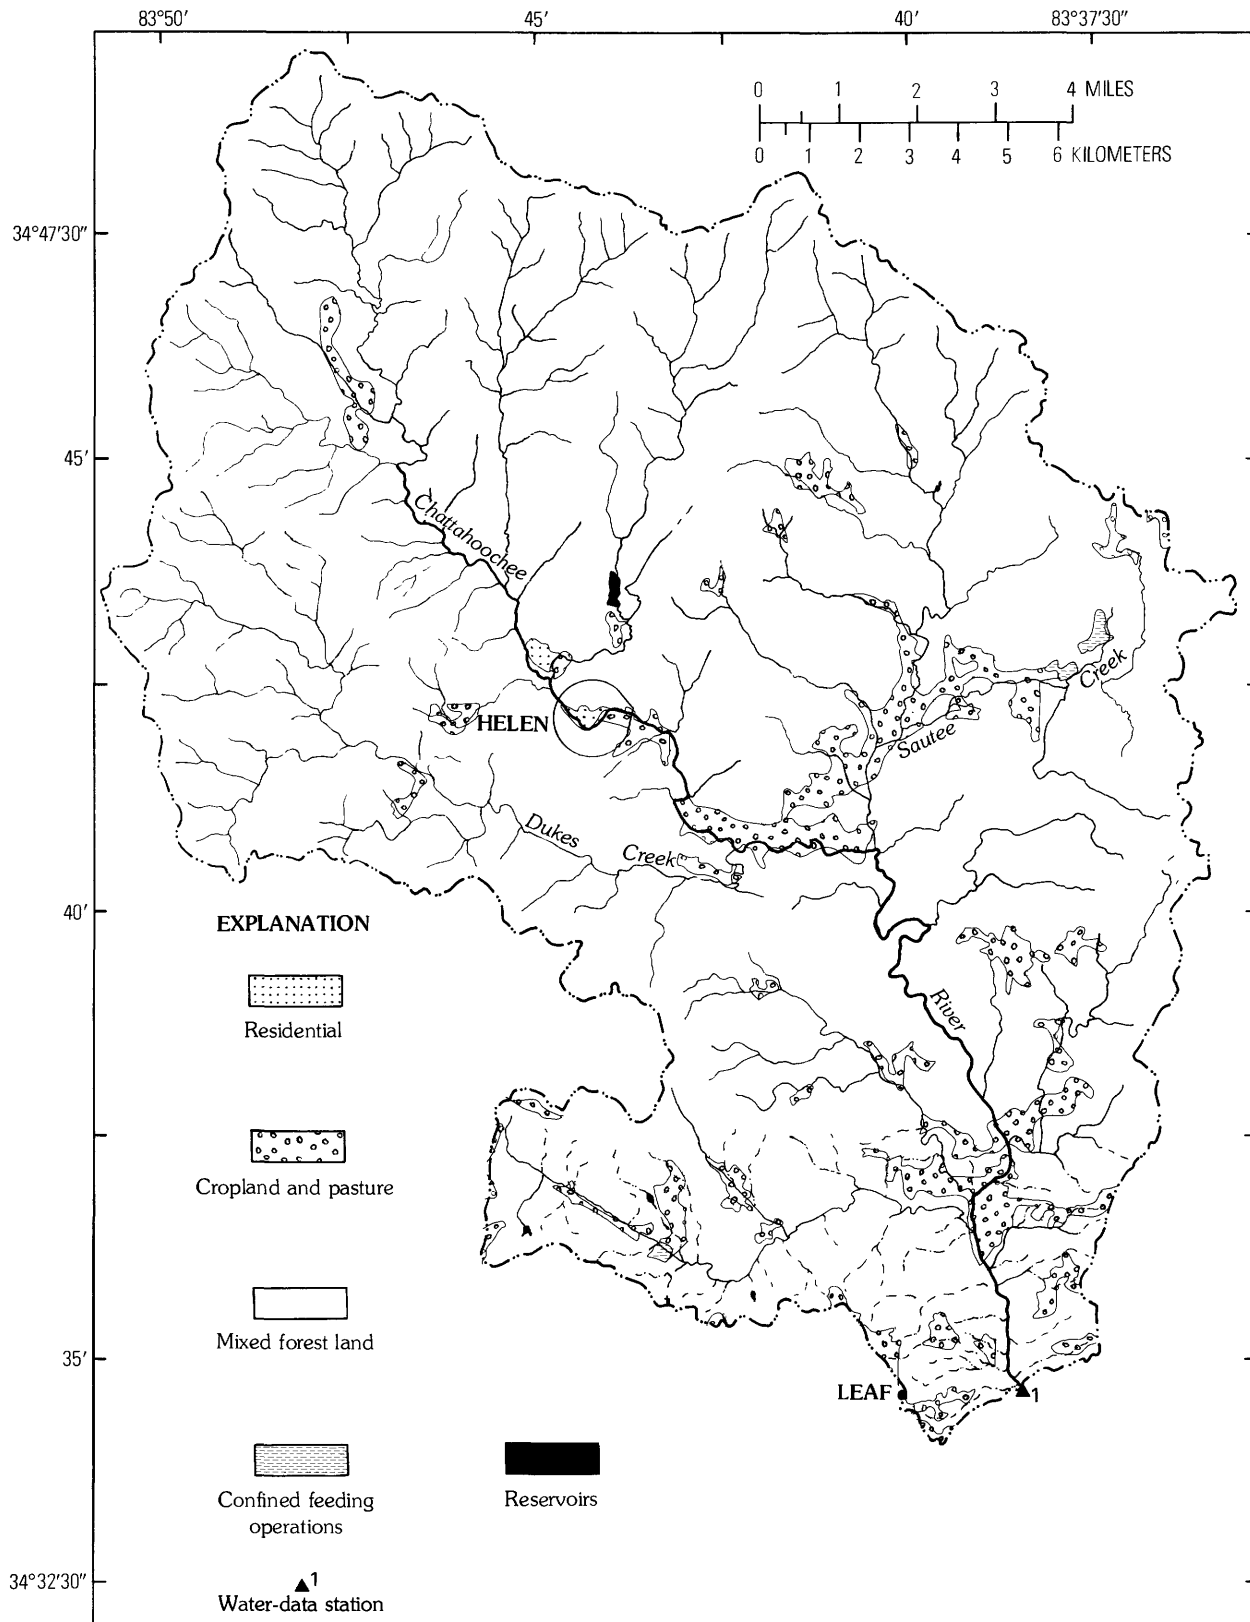 83°50′ 45′ 40′ 83°37′30″
0 1 2 3 4 MILES
0 1 2 3 4 5 6 KILOMETERS
34°47′30″
45′
Chattahoochee
Creek
HELEN
Sautee
Dukes
Creek
40′
EXPLANATION
River
Residential
Cropland and pasture
Mixed forest land
35′
LEAF
1
Confined feeding
operations
Reservoirs
34°32′30″
1
Water-data station